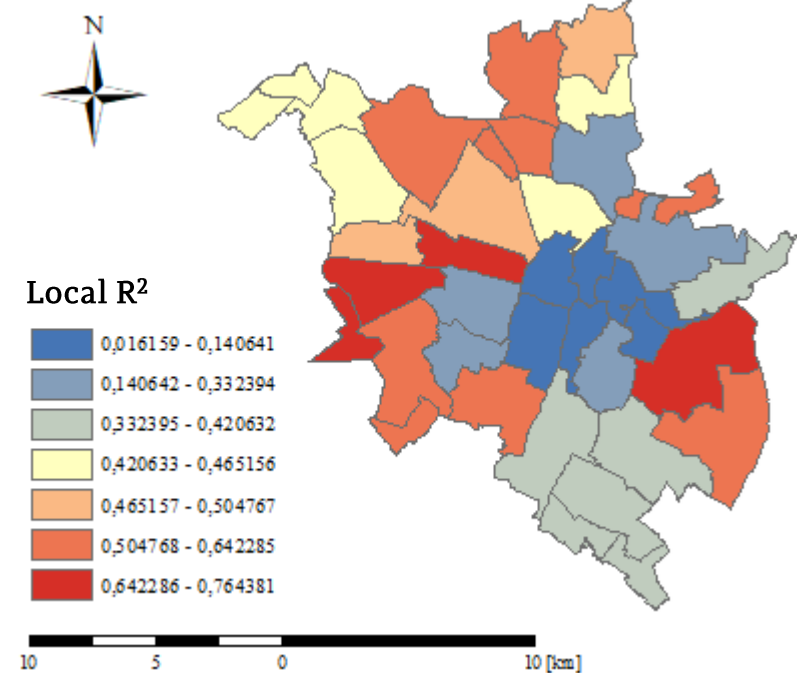 N
Local R²
0,016159 - 0,140641
0,140642 - 0,332394
0,332395 - 0,420632
0,420633 - 0,465156
0,465157 - 0,504767
0,504768 - 0,642285
0,642286 - 0,764381
10 5 0 10 [km]